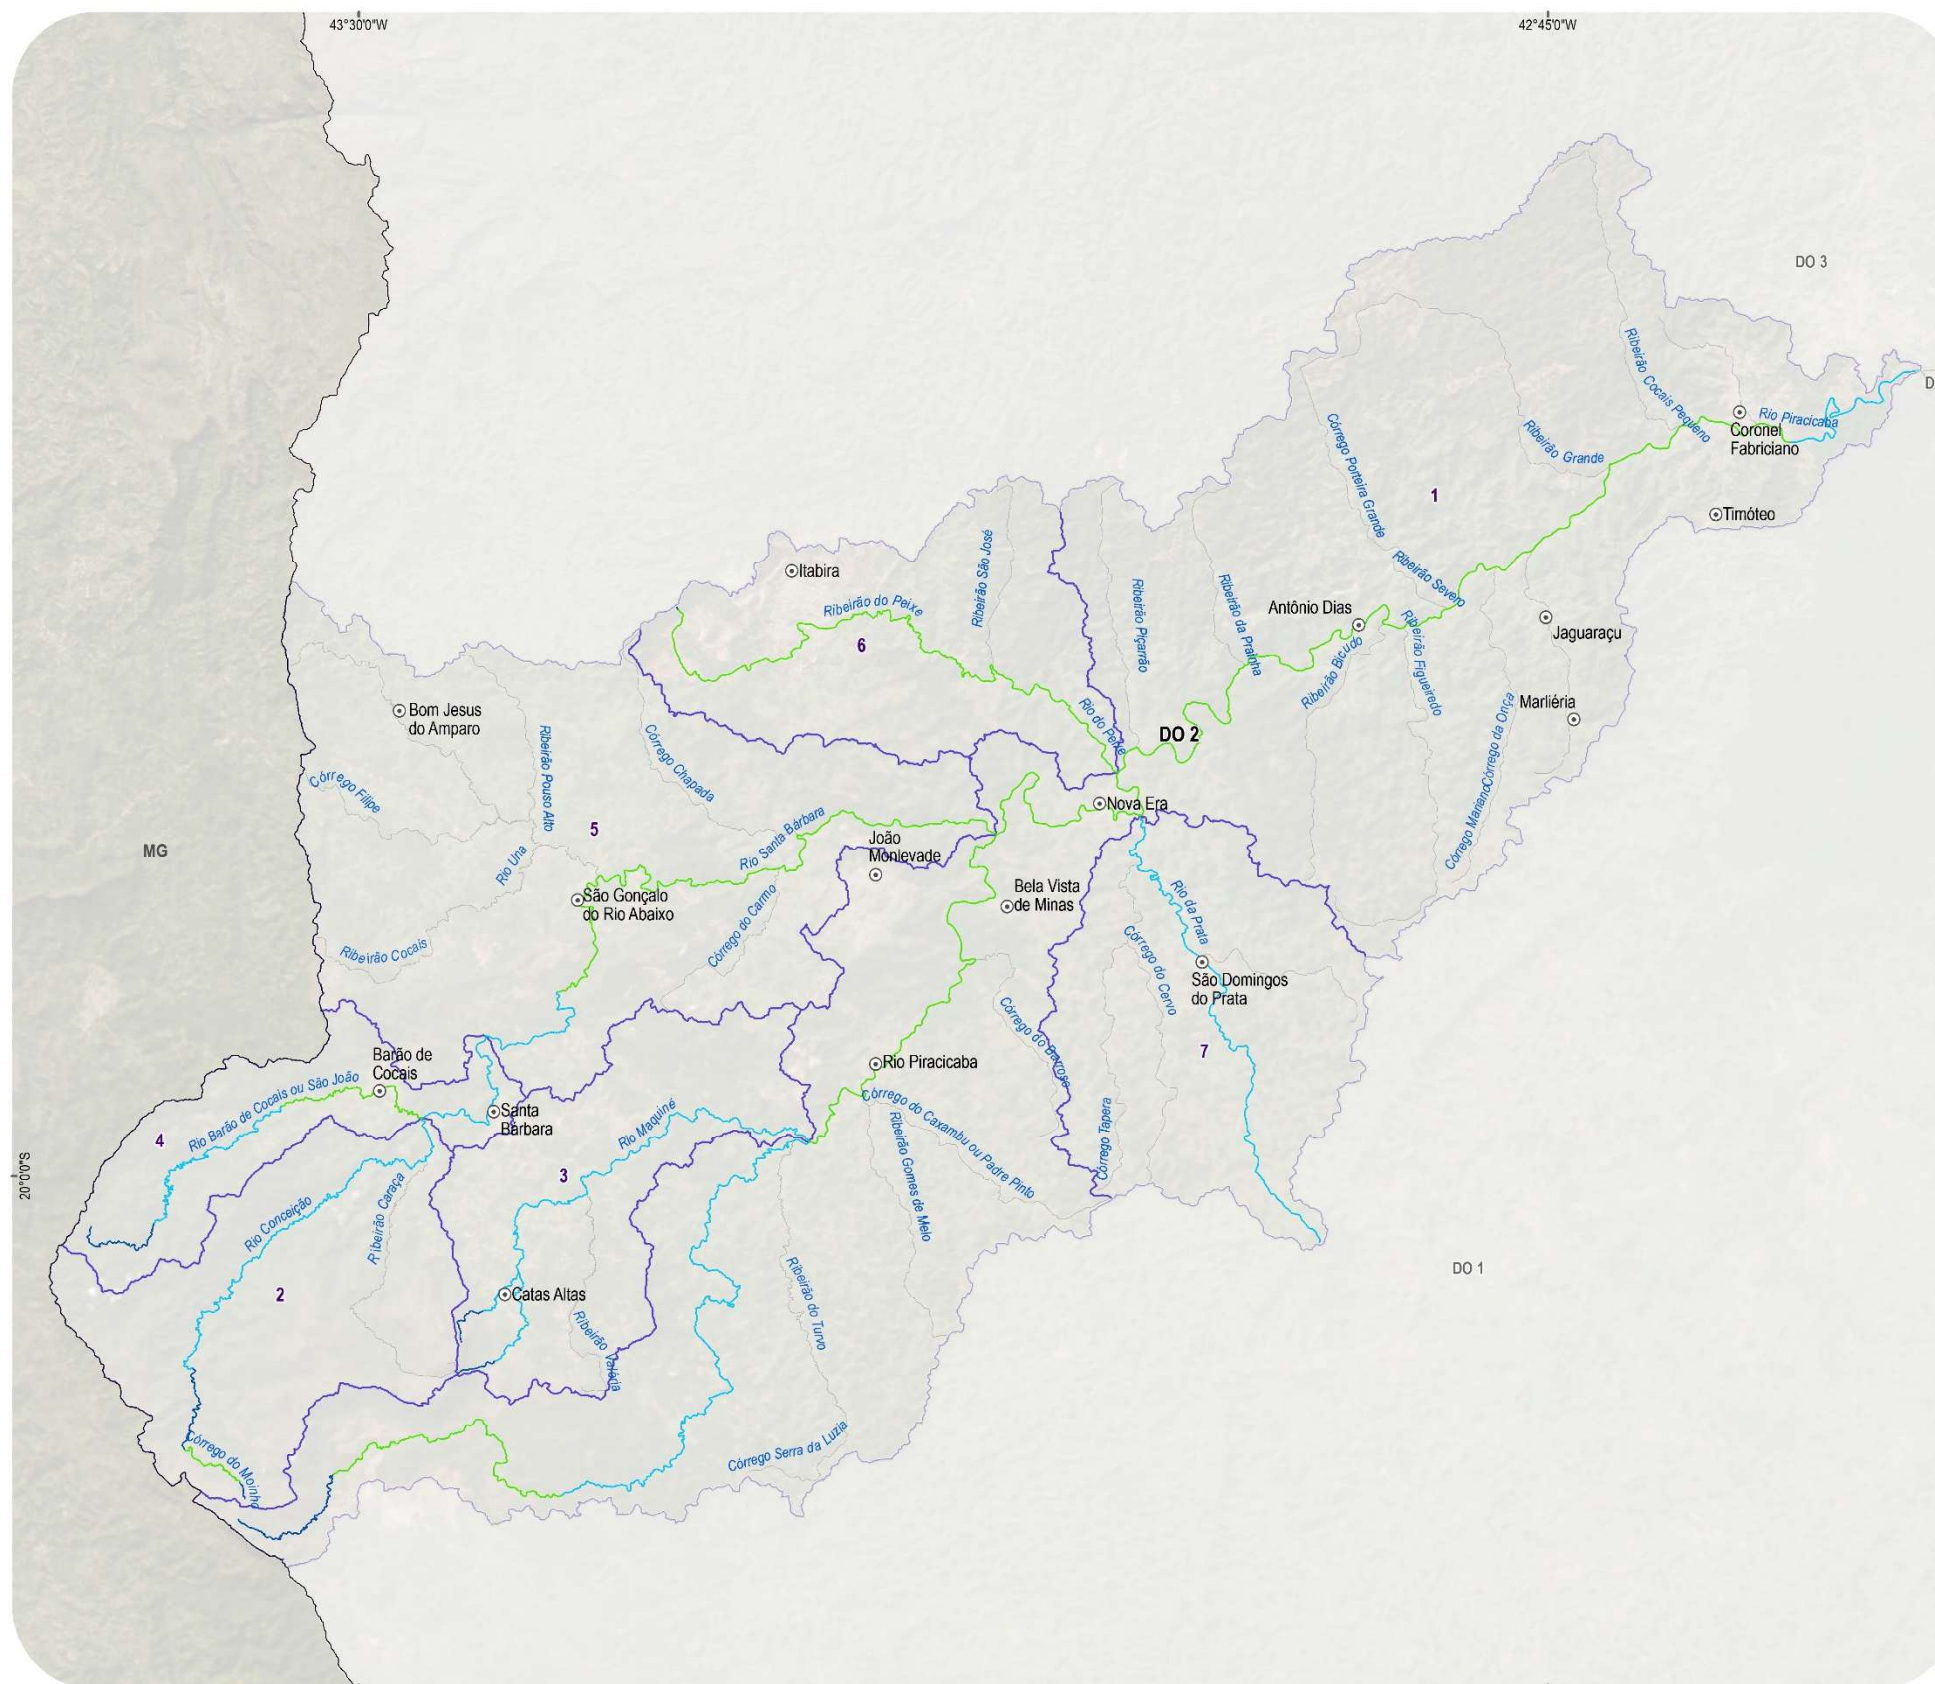 43°30'0"W
42°45'0"W
DO 3
D
Ribeirão Cocais Pequeno
Rio Piracicaba
Coronel
Fabriciano
Córrego Porteira Grande
Ribeirão Grande
1
Timóteo
Ribeirão São José
Itabira
Ribeirão do Peixe
6
Ribeirão Piçarrão
Ribeirão da Prainha
Antônio Dias
Ribeirão Severo
Ribeirão Bicudo
Ribeirão Figueiredo
Jaguaraçu
Marliéria
Córrego da Onça
Córrego Mariano
Bom Jesus
do Amparo
Ribeirão Pouso Alto
Córrego Chapada
Córrego Filipe
Rio do Peixe
DO 2
Nova Era
5
MG
Rio Santa Bárbara
João
Monlevade
Rio Una
São Gonçalo
do Rio Abaixo
Bela Vista
de Minas
Rio da Prata
Ribeirão Cocais
Córrego do Carmo
Córrego do Cervo
São Domingos
do Prata
Córrego do Barroso
7
Barão de
Cocais
Rio Barão de Cocais ou São João
Rio Piracicaba
Santa
Bárbara
Rio Maquiné
Córrego do Caxambu ou Padre Pinto
Ribeirão Gomes de Melo
Córrego Tapera
4
3
20°0'0"S
Rio Conceição
Ribeirão Caraça
2
Catas Altas
Ribeirão do Turvo
DO 1
Ribeirão Valéria
Córrego do Moinho
Córrego Serra da Luzia